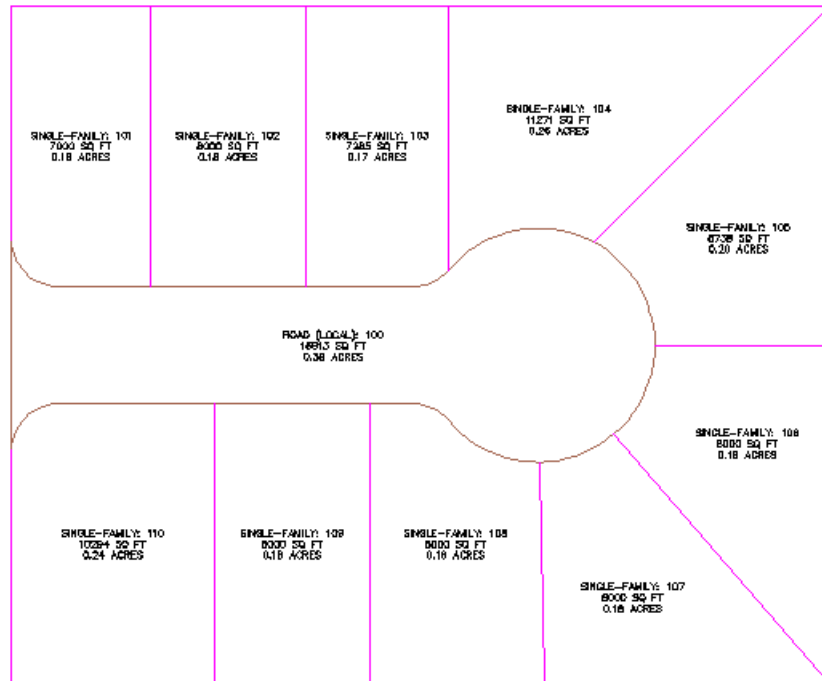 SINGLE-FAMILY: 101
7000 SQ FT
0.16 ACRES
SINGLE-FAMILY: 102
8000 SQ FT
0.18 ACRES
SINGLE-FAMILY: 103
7385 SQ FT
0.17 ACRES
SINGLE-FAMILY: 104
11271 SQ FT
0.26 ACRES
SINGLE-FAMILY: 105
8738 SQ FT
0.20 ACRES
ROAD (LOCAL): 100
SQ FT
0.38 ACRES
SINGLE-FAMILY: 106
8000 SQ FT
0.18 ACRES
SINGLE-FAMILY: 110
SQ FT
0.24 ACRES
SINGLE-FAMILY: 109
8000 SQ FT
0.18 ACRES
SINGLE-FAMILY: 108
8000 SQ FT
0.18 ACRES
SINGLE-FAMILY: 107
8000 SQ FT
0.18 ACRES